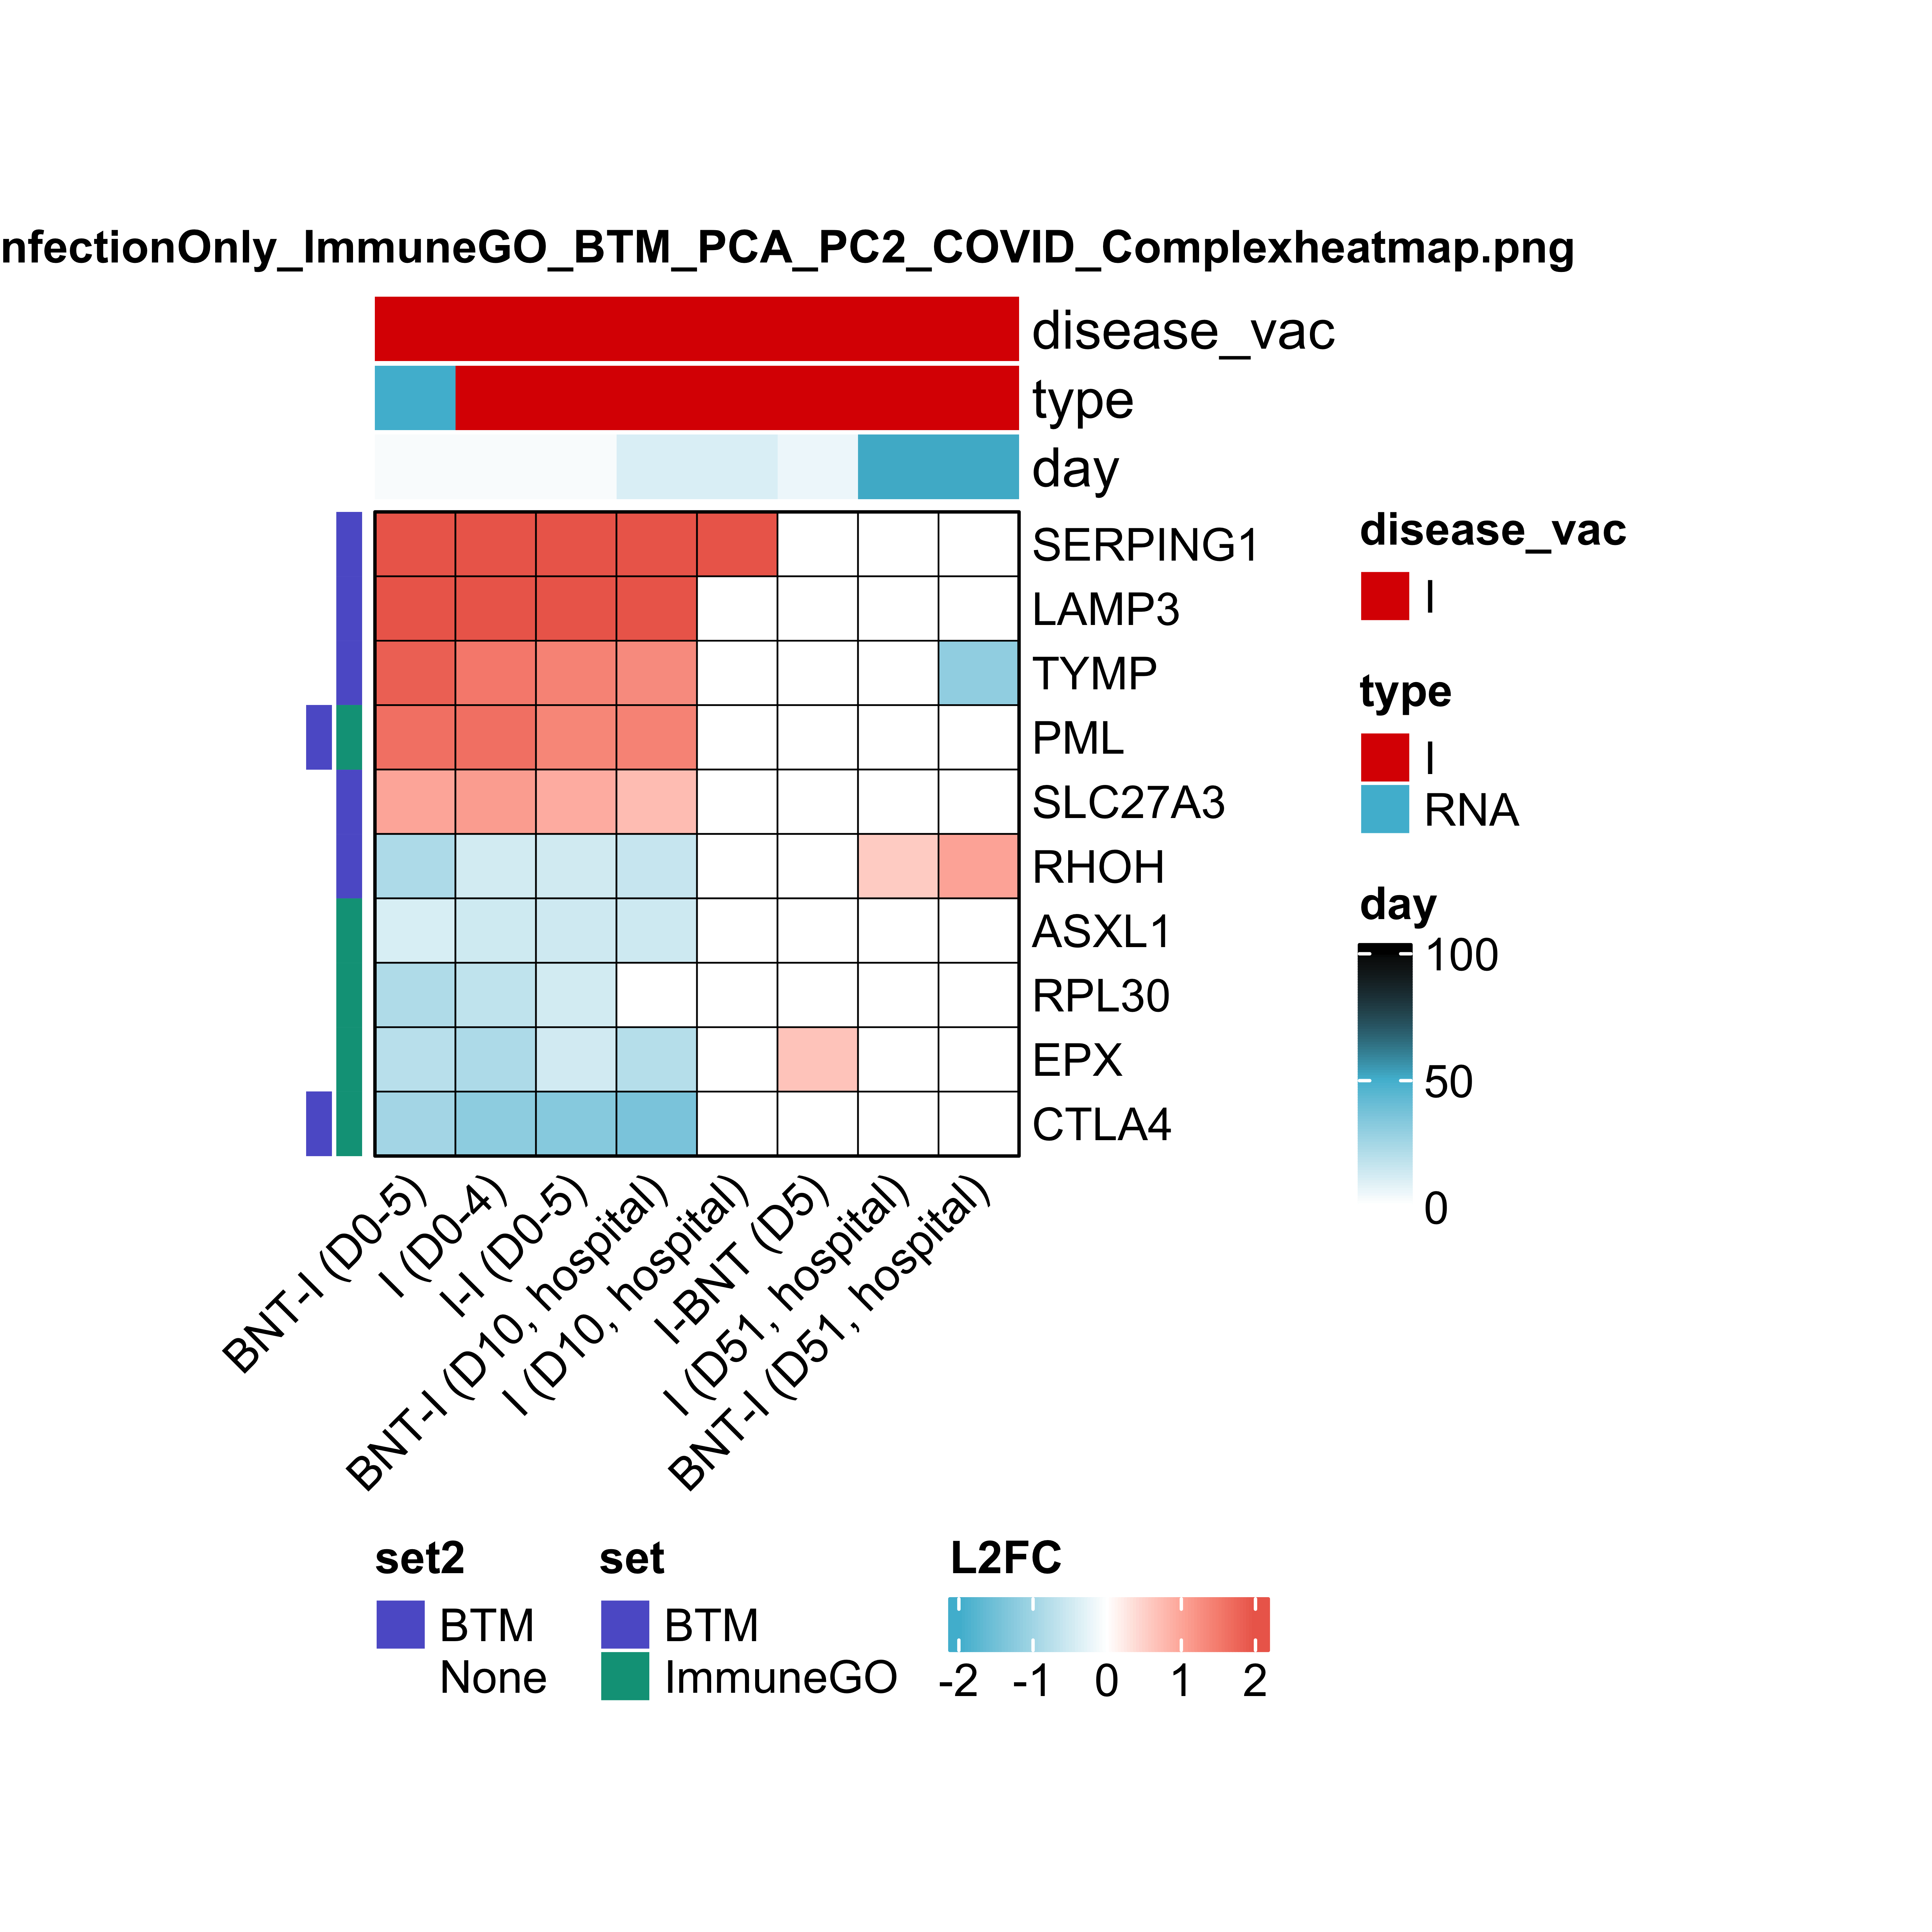 nfectionOnly_ImmuneGO_BTM_PCA_PC2_COVID_Complexheatmap.png
disease_vac
type
day
SERPING1
LAMP3
TYMP
PML
SLC27A3
RHOH
ASXL1
RPL30
EPX
CTLA4
BNT-I (D0-5)
I (D0-4)
I-I (D0-5)
BNT-I (D10, hospital)
I (D10, hospital)
I-BNT (D5)
I (D51, hospital)
BNT-I (D51, hospital)
disease_vac
I
type
I
RNA
day
100
50
0
set2
BTM
None
set
BTM
ImmuneGO
L2FC
-2 -1 0 1 2